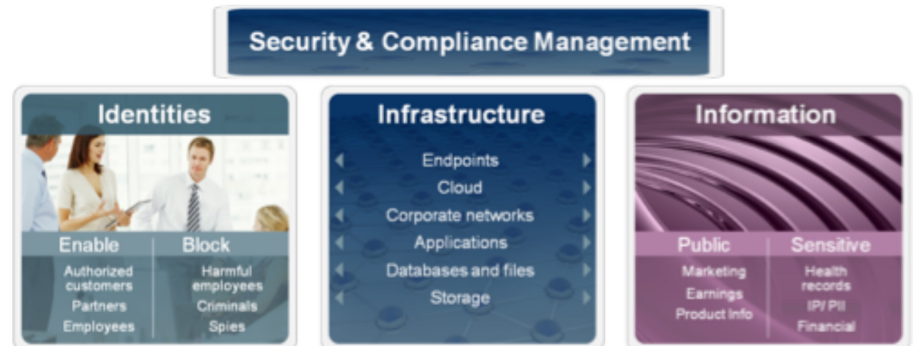 Security & Compliance Management
Identities
Enable
Block
Authorized
customers
Partners
Employees
Harmful
employees
Criminals
Spies
Infrastructure
Endpoints
Cloud
Corporate networks
Applications
Databases and files
Storage
Information
Public
Sensitive
Marketing
Earnings
Product Info
Health
records
IP/ PII
Financial